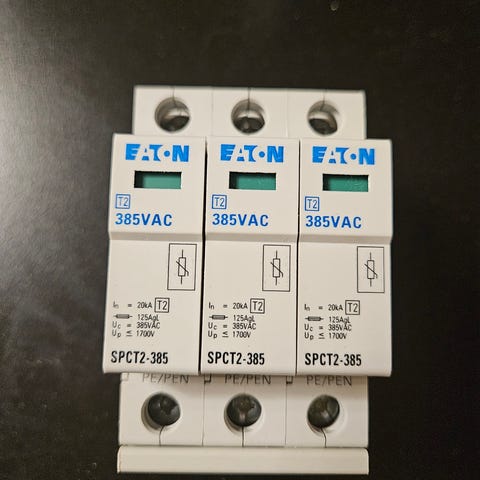 EATON
T2
385VAC
In = 20kA T2
125AgL
Uc = 385VAC
Up ≤ 1700V
SPCT2-385
PE/PEN
EATON
T2
385VAC
In = 20kA T2
125AgL
Uc = 385VAC
Up ≤ 1700V
SPCT2-385
PE/PEN
EATON
T2
385VAC
In = 20kA T2
125AgL
Uc = 385VAC
Up ≤ 1700V
SPCT2-385
PE/PEN